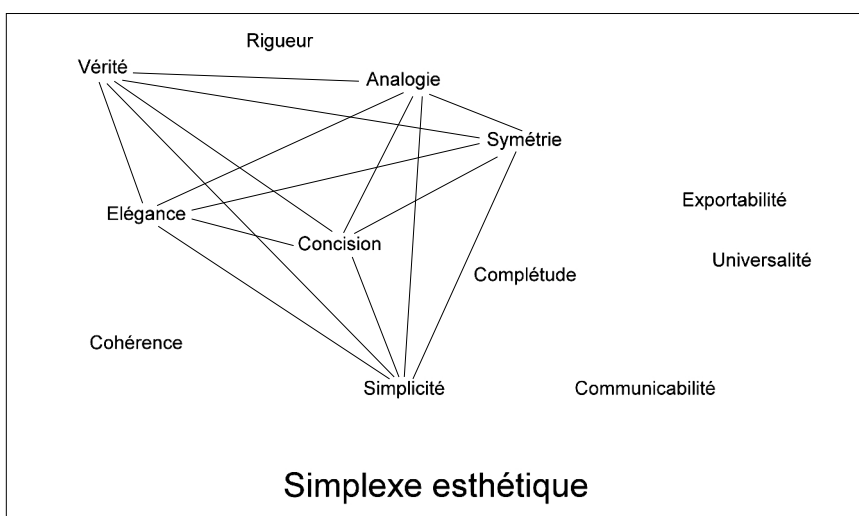 Rigueur
Vérité
Analogie
Symétrie
Exportabilité
Elégance
Concision
Universalité
Complétude
Cohérence
Simplicité
Communicabilité
Simplexe esthétique